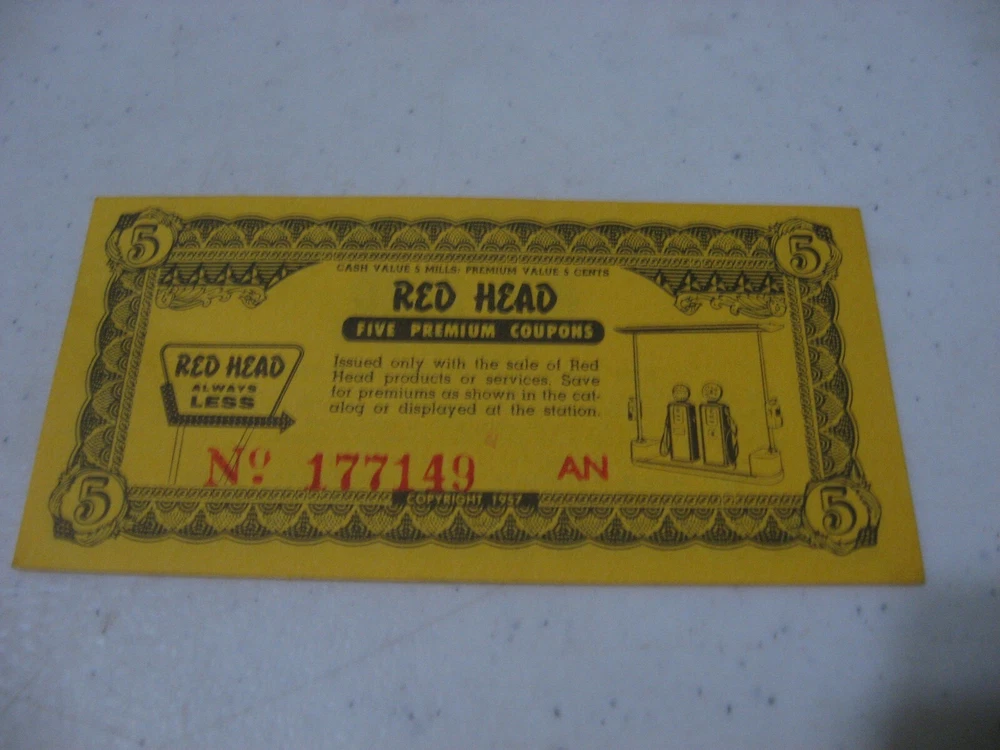 5
5
CASH VALUE 5 MILLS: PREMIUM VALUE 5 CENTS
RED HEAD
FIVE PREMIUM COUPONS
Issued only with the sale of Red
Head products or services. Save
for premiums as shown in the cat-
alog or displayed at the station.
RED HEAD
ALWAYS
LESS
Nº 177149
AN
COPYRIGHT 1957
5
5